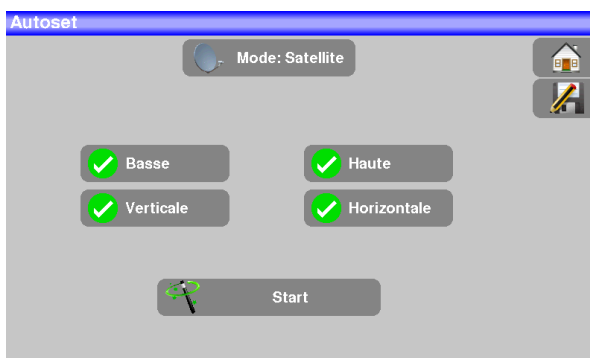 Autoset
Mode: Satellite
Basse
Haute
Verticale
Horizontale
Start